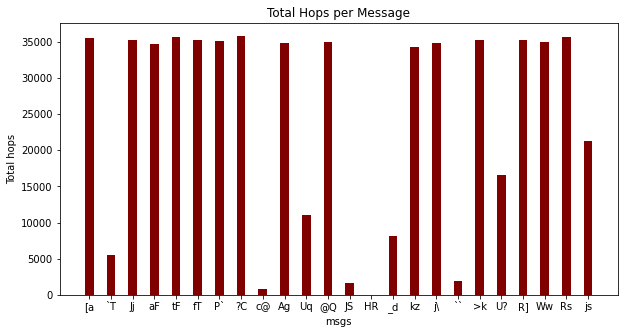 Total Hops per Message
Total hops
35000
30000
25000
20000
15000
10000
5000
0
[a `T Jj aF tF fT P` ?C c@ Ag Uq @Q JS HR _d kz j\ `` >k U? R] Ww Rs js
msgs